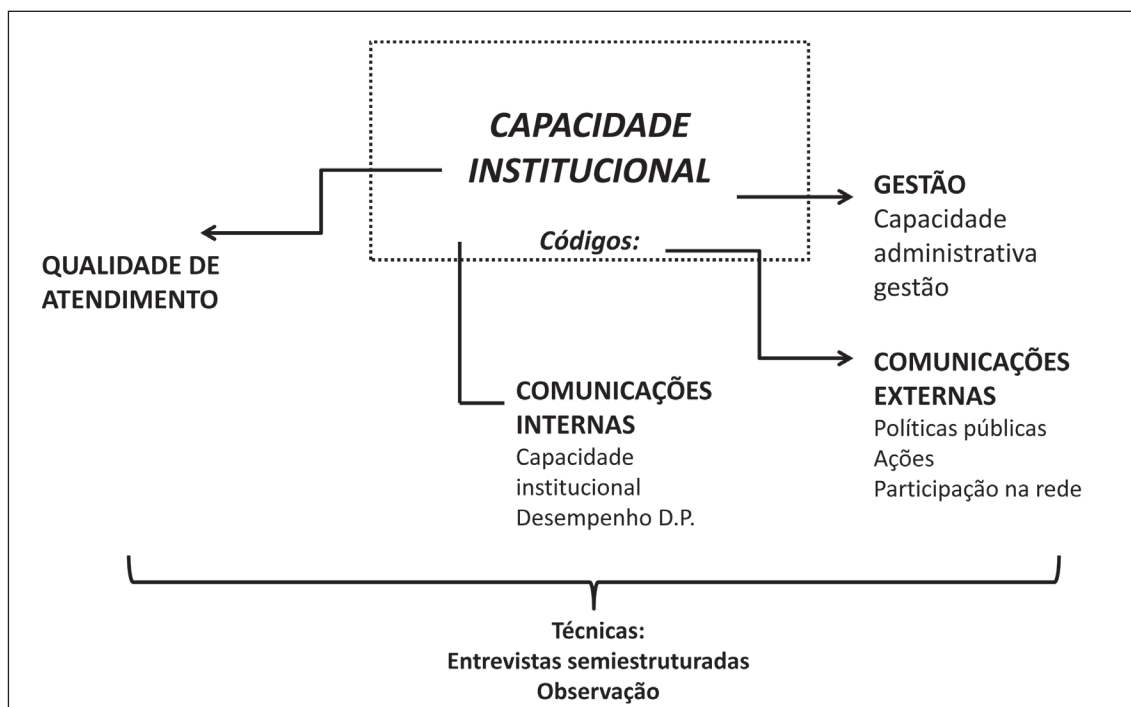 CAPACIDADE
INSTITUCIONAL
Códigos:
QUALIDADE DE
ATENDIMENTO
GESTÃO
Capacidade
administrativa
gestão
COMUNICAÇÕES
INTERNAS
Capacidade
institucional
Desempenho D.P.
COMUNICAÇÕES
EXTERNAS
Políticas públicas
Ações
Participação na rede
Técnicas:
Entrevistas semiestruturadas
Observação